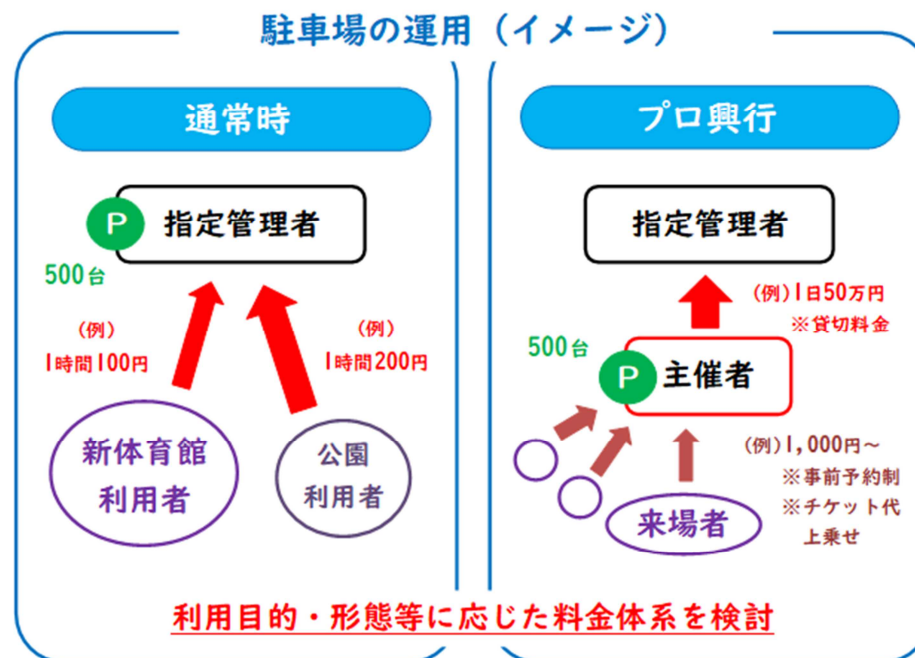 駐車場の運用（イメージ）
通常時
P
指定管理者
500台
（例）
1時間100円
（例）
1時間200円
新体育館
利用者
公園
利用者
プロ興行
指定管理者
（例）1日50万円
※貸切料金
500台
P
主催者
（例）1,000円～
※事前予約制
※チケット代
上乗せ
来場者
利用目的・形態等に応じた料金体系を検討